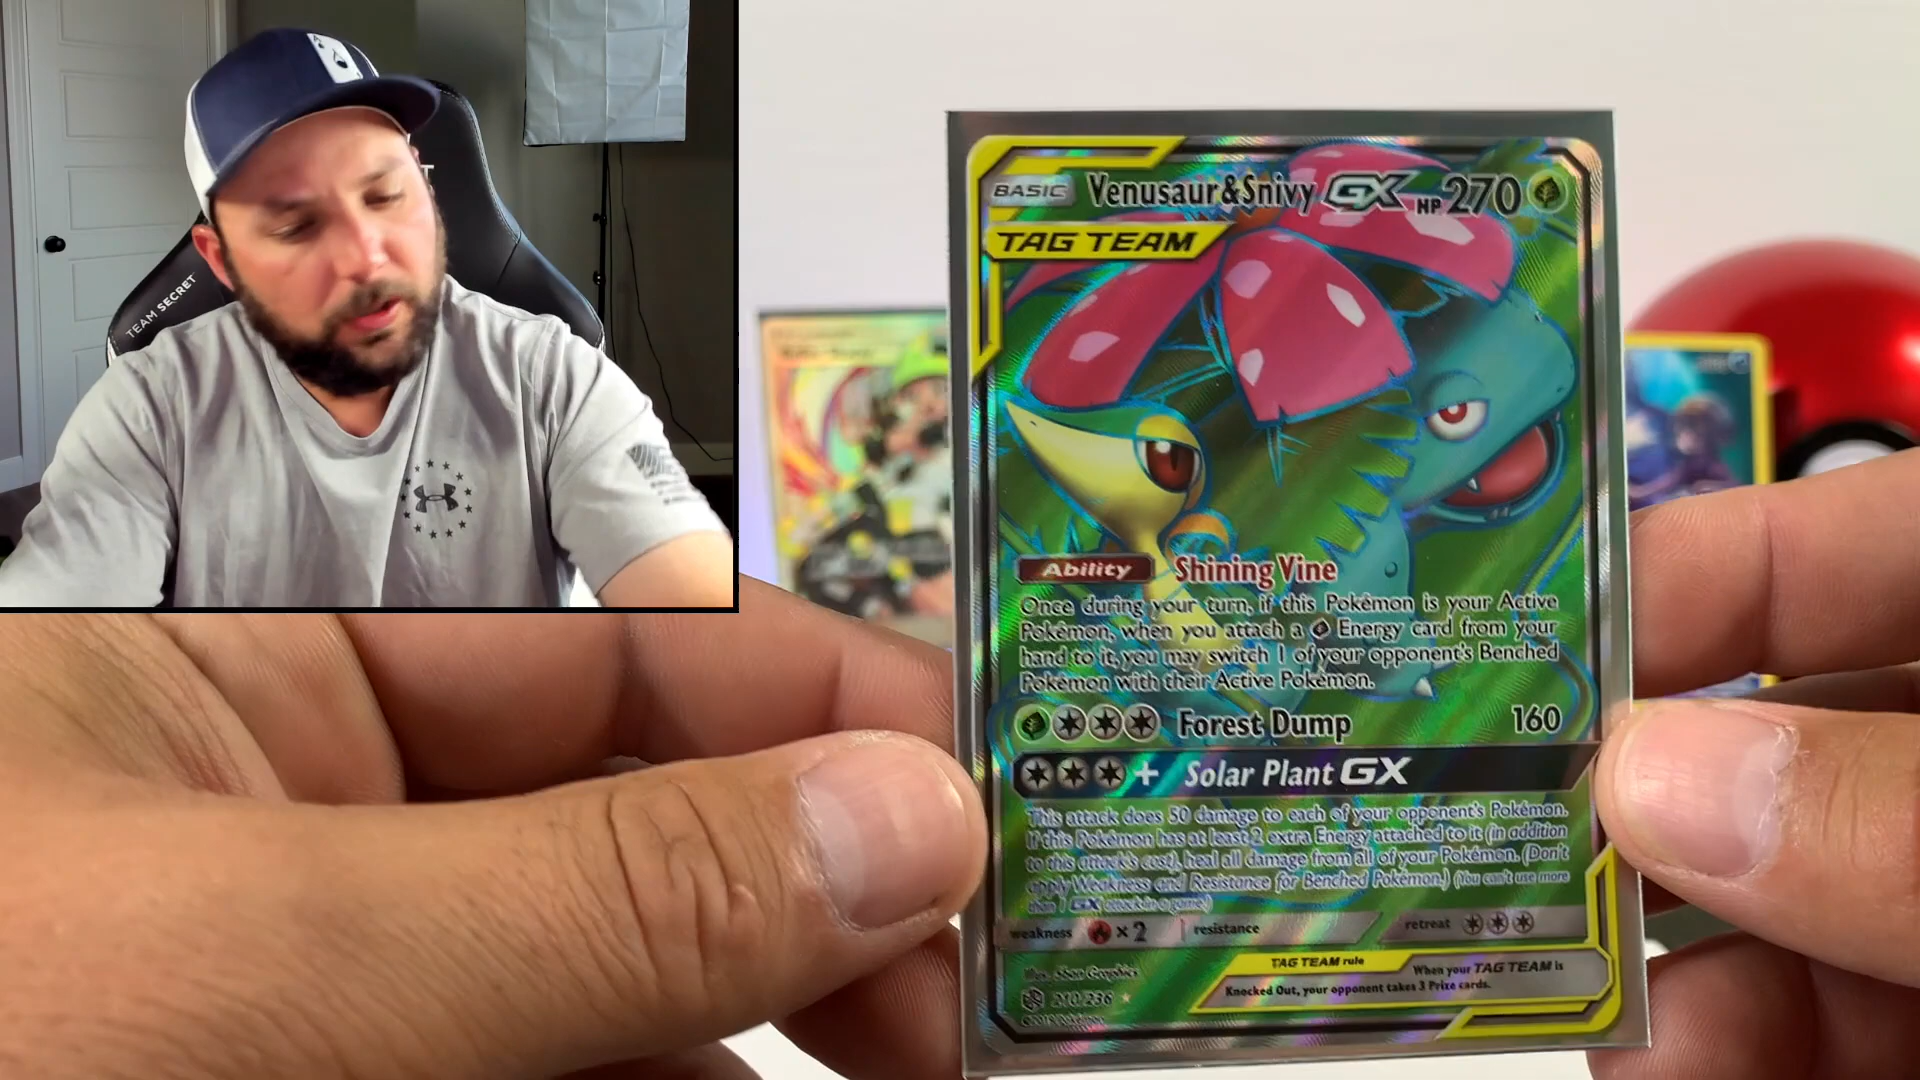 TEAM SECRET
BASIC Venusaur&Snivy GX HP 270
TAG TEAM
Ability Shining Vine
Once during your turn, if this Pokémon is your Active
Pokémon, when you attach a Energy card from your
hand to it, you may switch 1 of your opponent's Benched
Pokémon with their Active Pokémon.
Forest Dump 160
+ Solar Plant GX
This attack does 50 damage to each of your opponent's Pokémon.
If this Pokémon has at least 2 extra Energy attached to it (in addition
to this attack's cost), heal all damage from all of your Pokémon. (Don't
apply Weakness and Resistance for Benched Pokémon.) (You can't use more
than 1 GX attack in a game.)
weakness ×2 resistance retreat
TAG TEAM rule When your TAG TEAM is
Knocked Out, your opponent takes 3 Prize cards.
Illus. 5ban Graphics
210/236
©2019 Pokémon